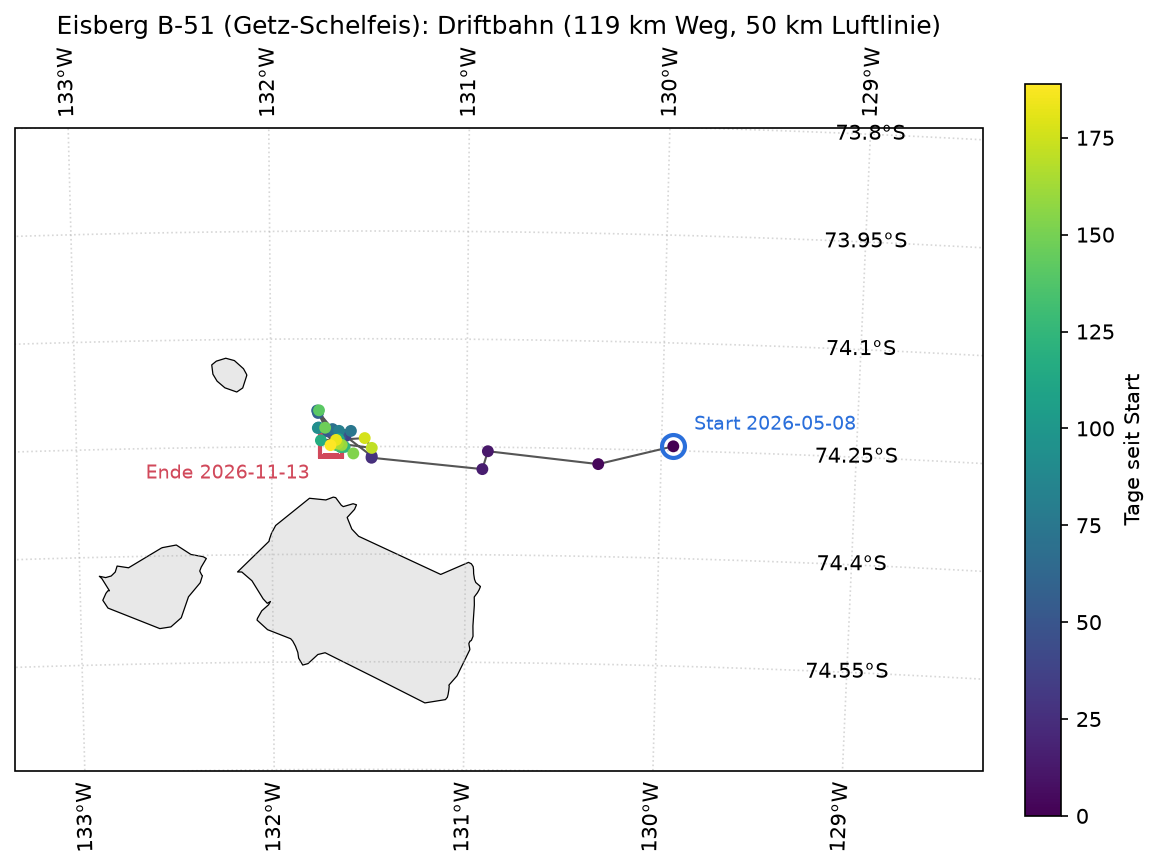 Eisberg B-51 (Getz-Schelfeis): Driftbahn (119 km Weg, 50 km Luftlinie)
133°W 132°W 131°W 130°W 129°W
73.8°S
73.95°S
74.1°S
Start 2026-05-08
74.25°S
Ende 2026-11-13
74.4°S
74.55°S
133°W 132°W 131°W 130°W 129°W
175
150
125
100
75
50
25
0
Tage seit Start